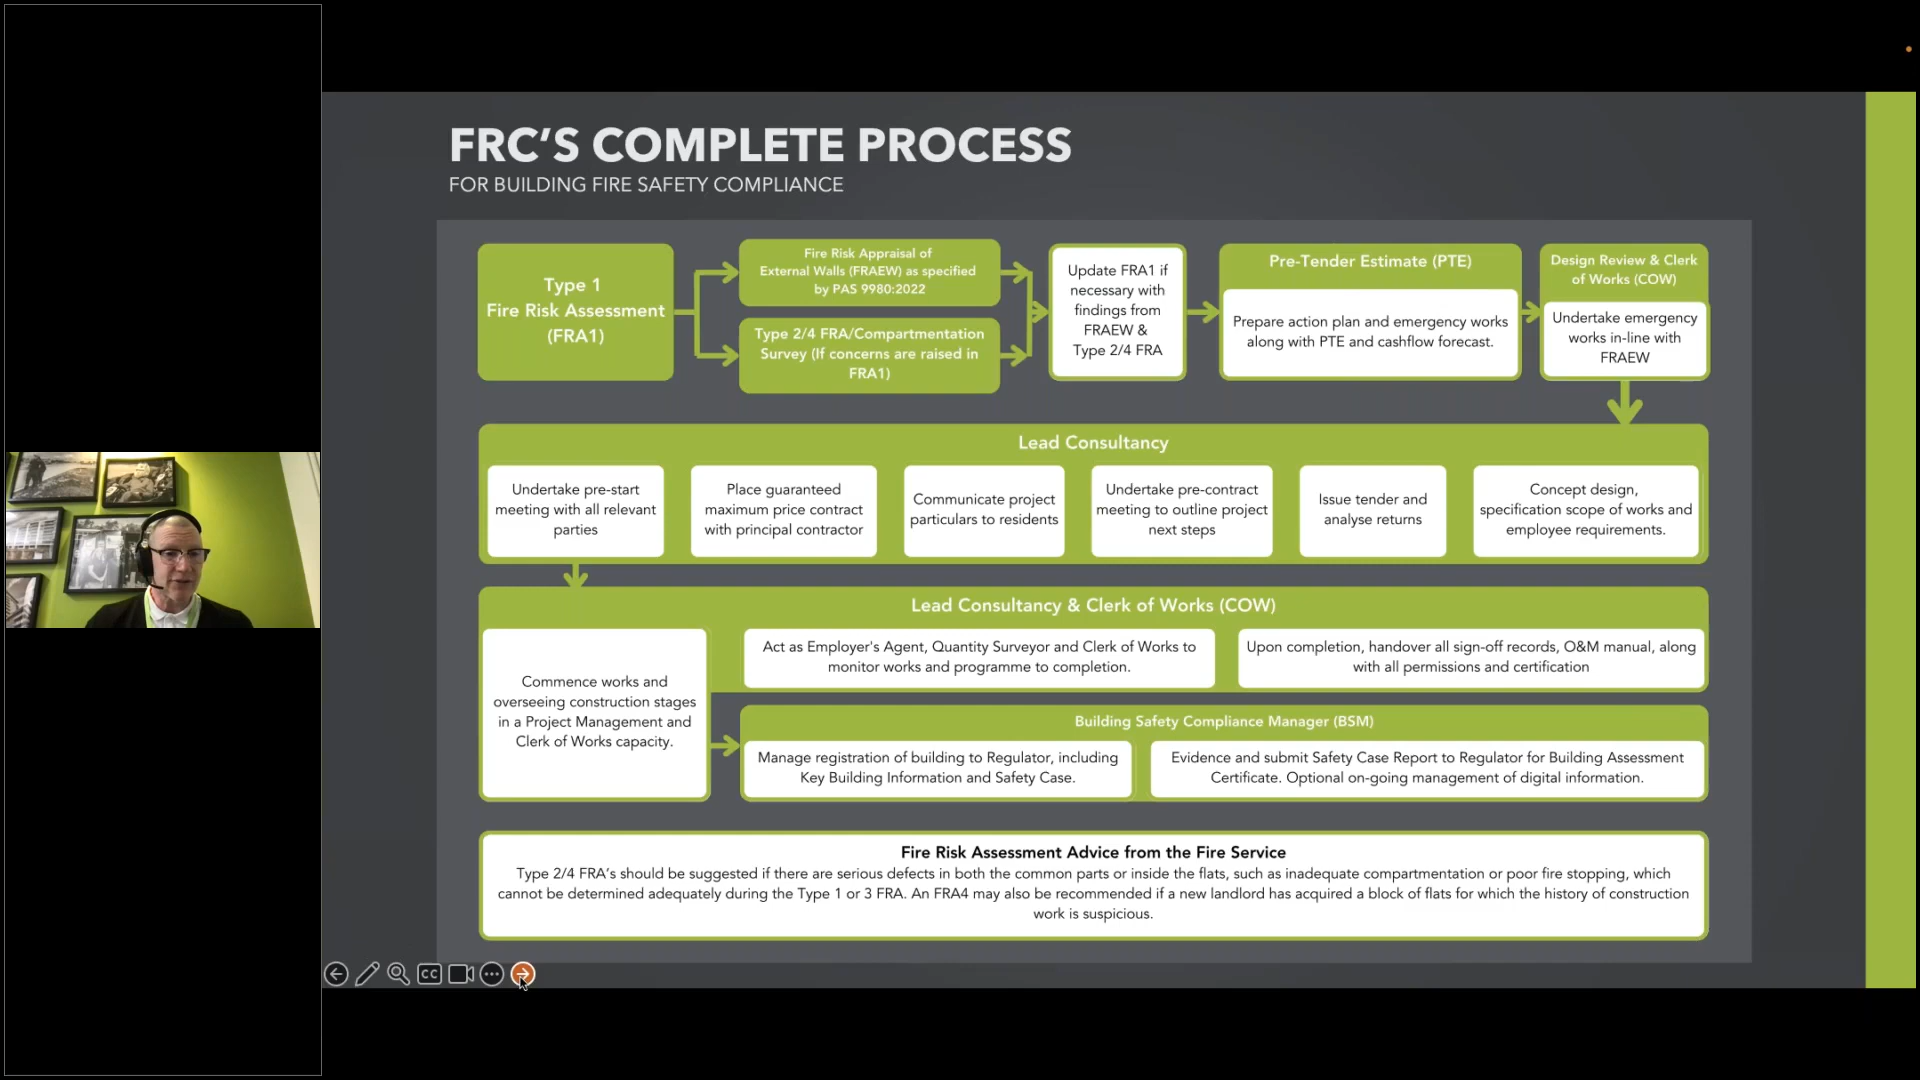 FRC’S COMPLETE PROCESS
FOR BUILDING FIRE SAFETY COMPLIANCE
Type 1
Fire Risk Assessment
(FRA1)
Fire Risk Appraisal of
External Walls (FRAEW) as specified
by PAS 9980:2022
Type 2/4 FRA/Compartmentation
Survey (If concerns are raised in
FRA1)
Update FRA1 if
necessary with
findings from
FRAEW &
Type 2/4 FRA
Pre-Tender Estimate (PTE)
Prepare action plan and emergency works
along with PTE and cashflow forecast.
Design Review & Clerk
of Works (COW)
Undertake emergency
works in-line with
FRAEW
Lead Consultancy
Undertake pre-start
meeting with all relevant
parties
Place guaranteed
maximum price contract
with principal contractor
Communicate project
particulars to residents
Undertake pre-contract
meeting to outline project
next steps
Issue tender and
analyse returns
Concept design,
specification scope of works and
employee requirements.
Lead Consultancy & Clerk of Works (COW)
Commence works and
overseeing construction stages
in a Project Management and
Clerk of Works capacity.
Act as Employer's Agent, Quantity Surveyor and Clerk of Works to
monitor works and programme to completion.
Upon completion, handover all sign-off records, O&M manual, along
with all permissions and certification
Building Safety Compliance Manager (BSM)
Manage registration of building to Regulator, including
Key Building Information and Safety Case.
Evidence and submit Safety Case Report to Regulator for Building Assessment
Certificate. Optional on-going management of digital information.
Fire Risk Assessment Advice from the Fire Service
Type 2/4 FRA’s should be suggested if there are serious defects in both the common parts or inside the flats, such as inadequate compartmentation or poor fire stopping, which
cannot be determined adequately during the Type 1 or 3 FRA. An FRA4 may also be recommended if a new landlord has acquired a block of flats for which the history of construction
work is suspicious.
CC